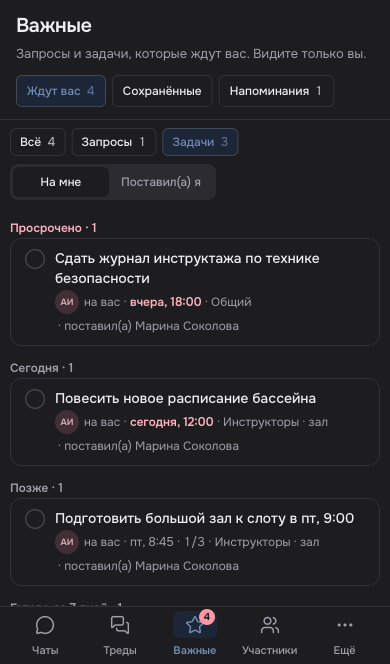 Важные
Запросы и задачи, которые ждут вас. Видите только вы.
Ждут вас 4 Сохранённые Напоминания 1
Всё 4 Запросы 1 Задачи 3
На мне Поставил(а) я
Просрочено · 1
Сдать журнал инструктажа по технике
безопасности
АИ на вас · вчера, 18:00 · Общий
· поставил(а) Марина Соколова
Сегодня · 1
Повесить новое расписание бассейна
АИ на вас · сегодня, 12:00 · Инструкторы · зал
· поставил(а) Марина Соколова
Позже · 1
Подготовить большой зал к слоту в пт, 9:00
АИ на вас · пт, 8:45 · 1/3 · Инструкторы · зал
· поставил(а) Марина Соколова
4
Чаты Треды Важные Участники Ещё